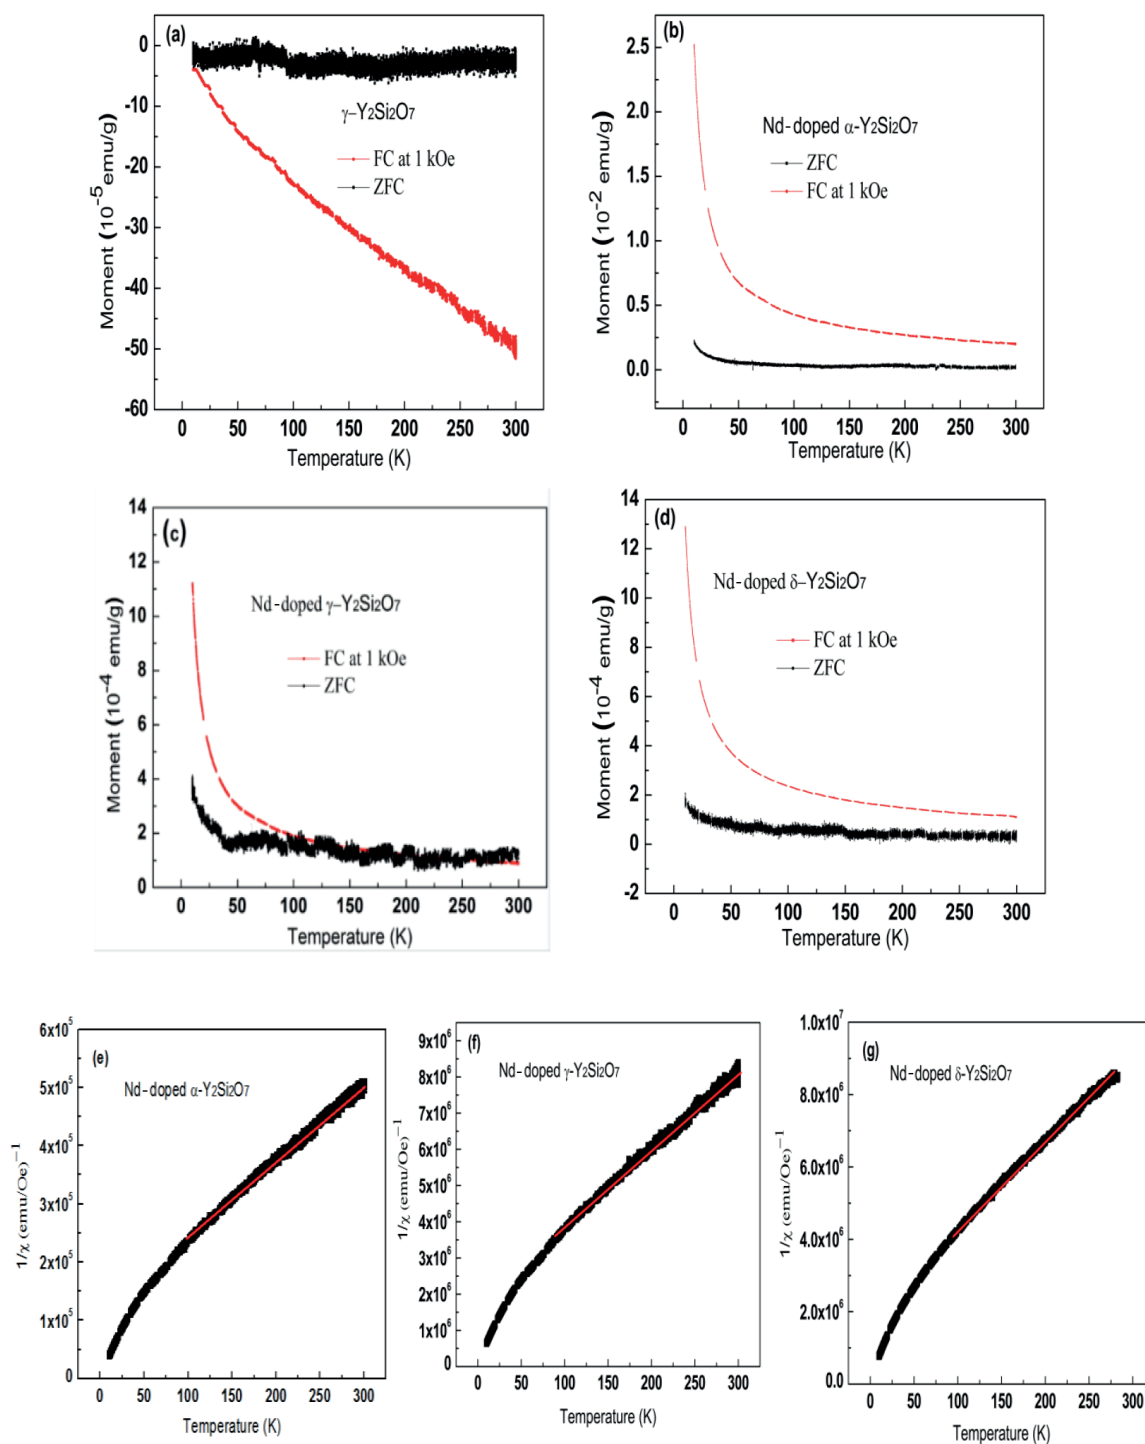 (a)
γ–Y2Si2O7
FC at 1 kOe
ZFC
Moment (10-5 emu/g)
0
-10
-20
-30
-40
-50
-60
0 50 100 150 200 250 300
Temperature (K)
(b)
Nd-doped α-Y2Si2O7
ZFC
FC at 1 kOe
Moment (10-2 emu/g)
2.5
2.0
1.5
1.0
0.5
0.0
0 50 100 150 200 250 300
Temperature (K)
(c)
Nd-doped γ–Y2Si2O7
FC at 1 kOe
ZFC
Moment (10-4 emu/g)
14
12
10
8
6
4
2
0
0 50 100 150 200 250 300
Temperature (K)
(d)
Nd-doped δ–Y2Si2O7
FC at 1 kOe
ZFC
Moment (10-4 emu/g)
14
12
10
8
6
4
2
0
-2
0 50 100 150 200 250 300
Temperature (K)
(e)
Nd-doped α-Y2Si2O7
1/χ (emu/Oe)−1
6x105
5x105
4x105
3x105
2x105
1x105
0
0 50 100 150 200 250 300
Temperature (K)
(f)
Nd-doped γ-Y2Si2O7
1/χ (emu/Oe)−1
9x106
8x106
7x106
6x106
5x106
4x106
3x106
2x106
1x106
0
0 50 100 150 200 250 300
Temperature (K)
(g)
Nd-doped δ-Y2Si2O7
1/χ (emu/Oe)−1
1.0x107
8.0x106
6.0x106
4.0x106
2.0x106
0.0
0 50 100 150 200 250 300
Temperature (K)